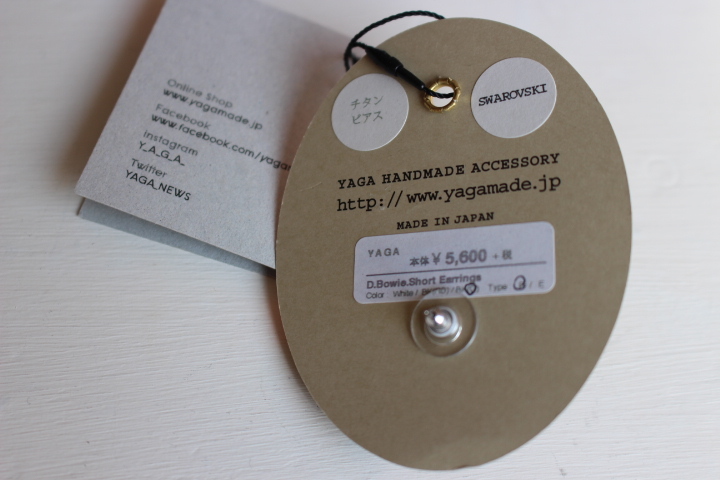 Online Shop
www.yagamade.jp
Facebook
www.facebook.com/yagam
Instagram
Y_A_G_A_
Twitter
YAGA_NEWS
チタン
ピアス
SWAROVSKI
YAGA HANDMADE ACCESSORY
http://www.yagamade.jp
MADE IN JAPAN
YAGA
本体 ¥ 5,600 + 税
D.Bowie.Short Earrings
Color White / Type / E